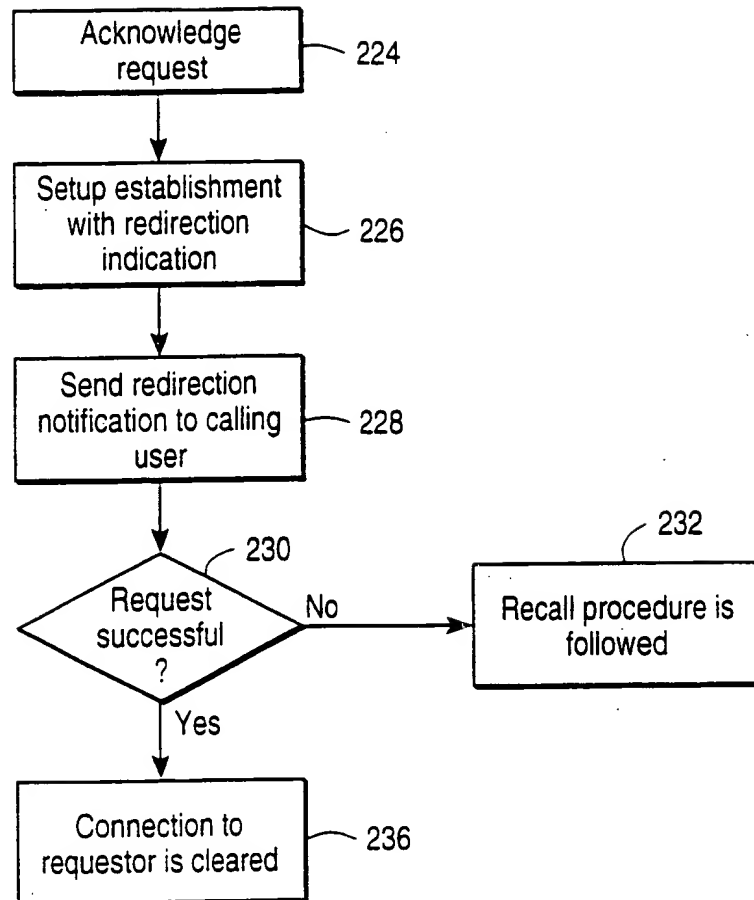 Acknowledge
request
224
Setup establishment
with redirection
indication
226
Send redirection
notification to calling
user
228
230
Request
successful
?
No
232
Recall procedure is
followed
Yes
Connection to
requestor is cleared
236